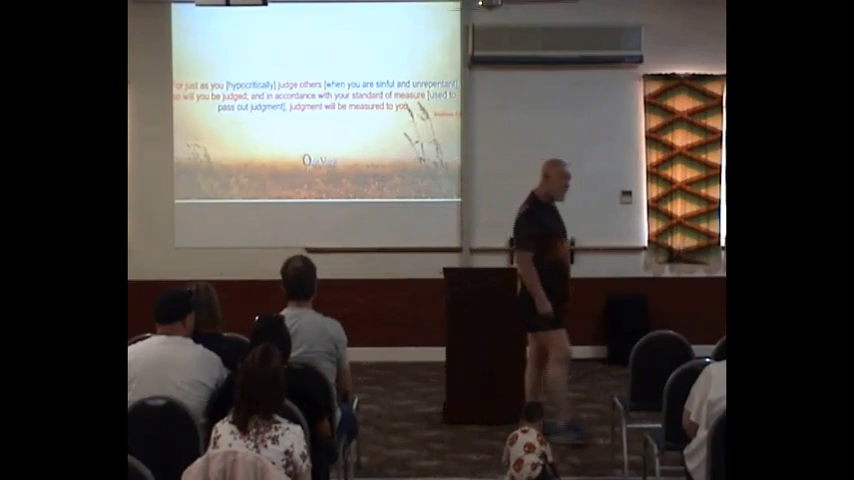 For just as you [hypocritically] judge others [when you are sinful and unrepentant],
so will you be judged; and in accordance with your standard of measure [used to
pass out judgment], judgment will be measured to you.